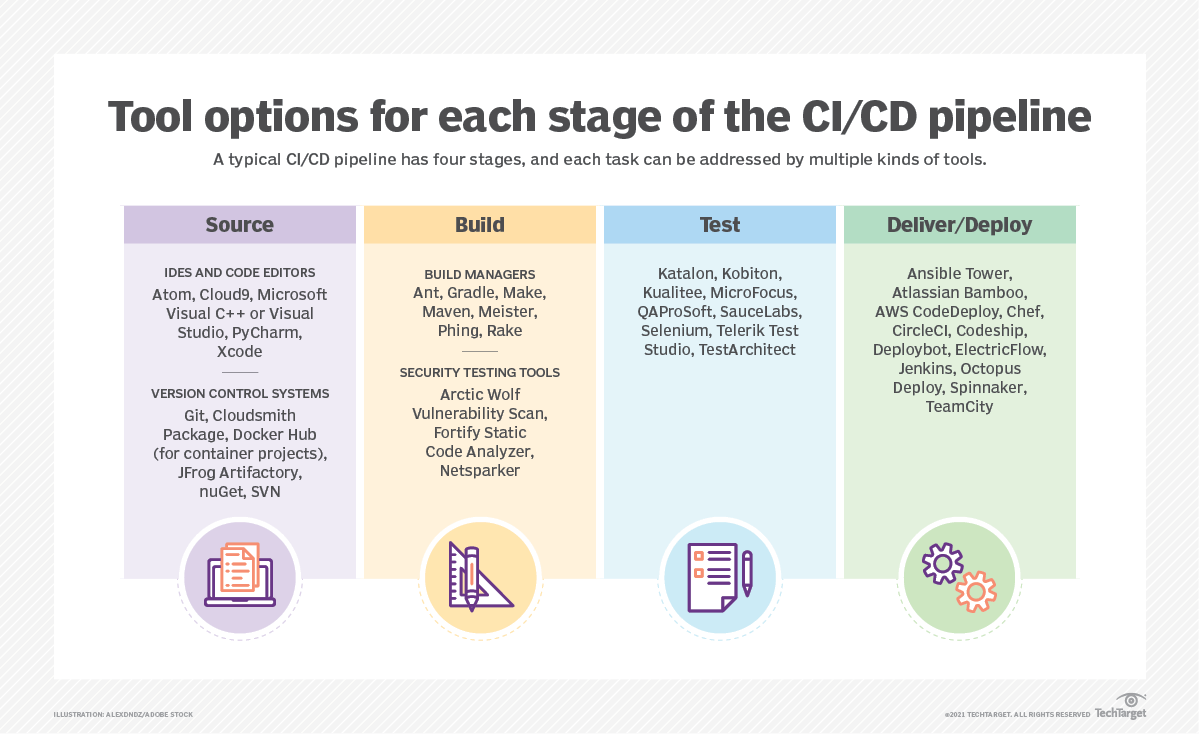 Tool options for each stage of the CI/CD pipeline
A typical CI/CD pipeline has four stages, and each task can be addressed by multiple kinds of tools.
Source
IDES AND CODE EDITORS
Atom, Cloud9, Microsoft
Visual C++ or Visual
Studio, PyCharm,
Xcode
VERSION CONTROL SYSTEMS
Git, Cloudsmith
Package, Docker Hub
(for container projects),
JFrog Artifactory,
nuGet, SVN
Build
BUILD MANAGERS
Ant, Gradle, Make,
Maven, Meister,
Phing, Rake
SECURITY TESTING TOOLS
Arctic Wolf
Vulnerability Scan,
Fortify Static
Code Analyzer,
Netsparker
Test
Katalon, Kobiton,
Kualitee, MicroFocus,
QAProSoft, SauceLabs,
Selenium, Telerik Test
Studio, TestArchitect
Deliver/Deploy
Ansible Tower,
Atlassian Bamboo,
AWS CodeDeploy, Chef,
CircleCI, Codeship,
Deploybot, ElectricFlow,
Jenkins, Octopus
Deploy, Spinnaker,
TeamCity
ILLUSTRATION: ALEXDNDZ/ADOBE STOCK
©2021 TECHTARGET. ALL RIGHTS RESERVED TechTarget